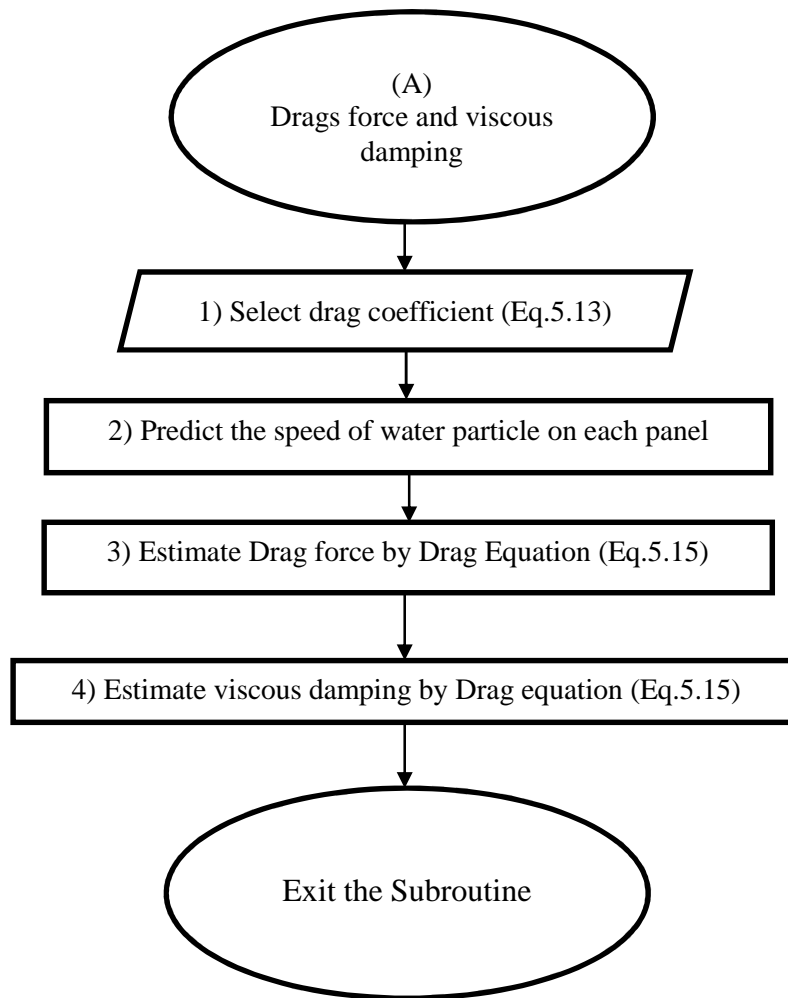 (A)
Drags force and viscous
damping
1) Select drag coefficient (Eq.5.13)
2) Predict the speed of water particle on each panel
3) Estimate Drag force by Drag Equation (Eq.5.15)
4) Estimate viscous damping by Drag equation (Eq.5.15)
Exit the Subroutine